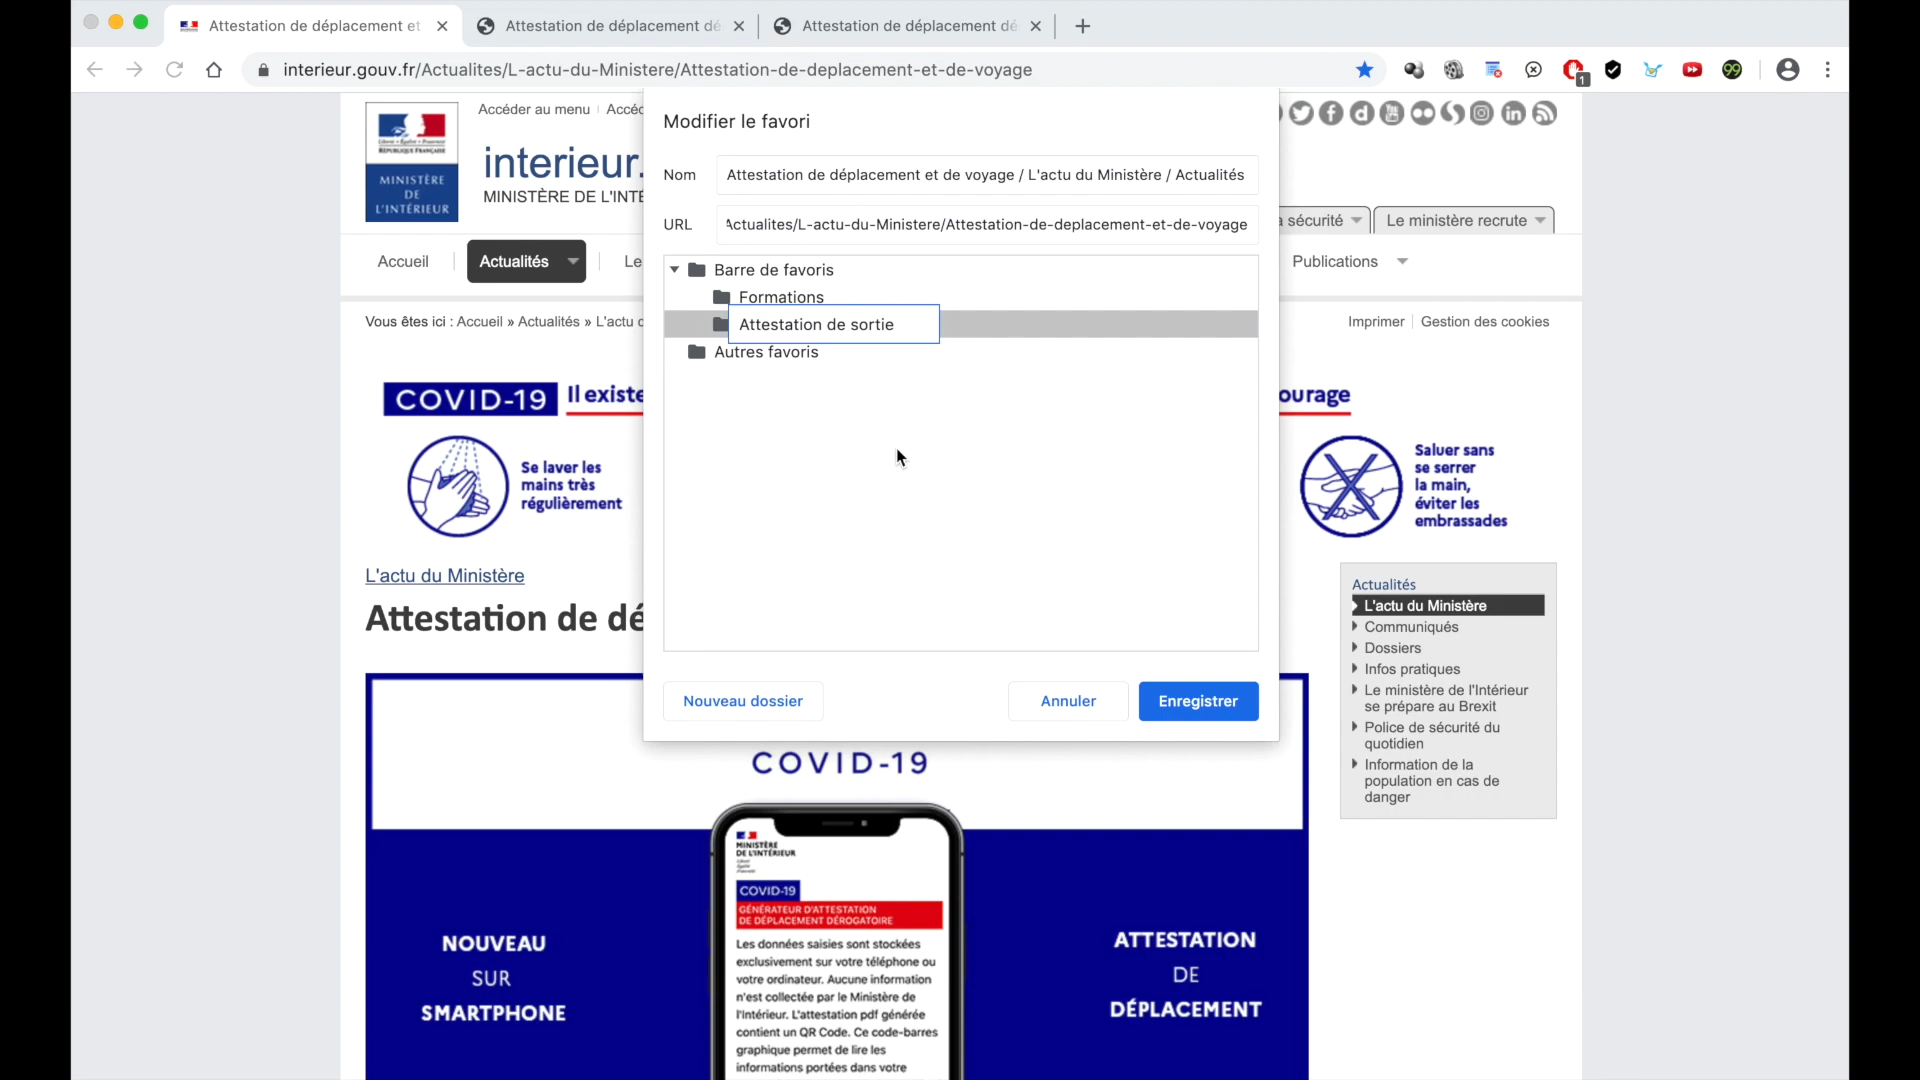 Attestation de déplacement et
Attestation de déplacement dé
Attestation de déplacement dé
interieur.gouv.fr/Actualites/L-actu-du-Ministere/Attestation-de-deplacement-et-de-voyage
1
99
Modifier le favori
Nom
Attestation de déplacement et de voyage / L'actu du Ministère / Actualités
URL
Actualites/L-actu-du-Ministere/Attestation-de-deplacement-et-de-voyage
Barre de favoris
Formations
Attestation de sortie
Autres favoris
Nouveau dossier
Annuler
Enregistrer
Accéder au menu
Accéd
RÉPUBLIQUE FRANÇAISE
MINISTÈRE
DE
L'INTÉRIEUR
interieur.
MINISTÈRE DE L'INTÉ
a sécurité
Le ministère recrute
Accueil
Actualités
Le
Publications
Vous êtes ici : Accueil » Actualités » L'actu d
Imprimer
Gestion des cookies
COVID-19
Il existe
ourage
Se laver les
mains très
régulièrement
Saluer sans
se serrer
la main,
éviter les
embrassades
L'actu du Ministère
Attestation de dé
Actualités
L'actu du Ministère
Communiqués
Dossiers
Infos pratiques
Le ministère de l'Intérieur
se prépare au Brexit
Police de sécurité du
quotidien
Information de la
population en cas de
danger
COVID-19
MINISTÈRE
DE L'INTÉRIEUR
COVID-19
GÉNÉRATEUR D'ATTESTATION
DE DÉPLACEMENT DÉROGATOIRE
Les données saisies sont stockées
exclusivement sur votre téléphone ou
votre ordinateur. Aucune information
n'est collectée par le Ministère de
l'Intérieur. L'attestation pdf générée
contient un QR Code. Ce code-barres
graphique permet de lire les
informations portées dans votre
NOUVEAU
SUR
SMARTPHONE
ATTESTATION
DE
DÉPLACEMENT